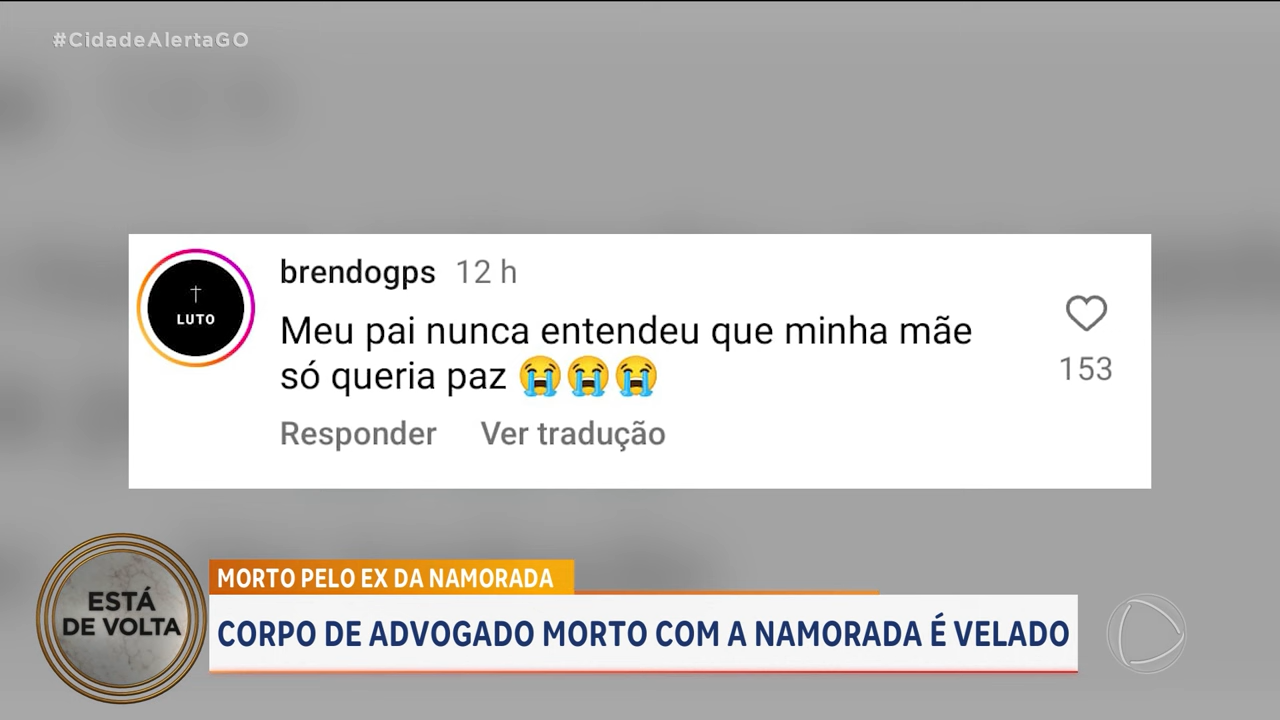 #CidadeAlertaGO
brendogps 12 h
LUTO
Meu pai nunca entendeu que minha mãe
só queria paz 😭😭😭
153
Responder Ver tradução
MORTO PELO EX DA NAMORADA
ESTÁ
DE VOLTA
CORPO DE ADVOGADO MORTO COM A NAMORADA É VELADO